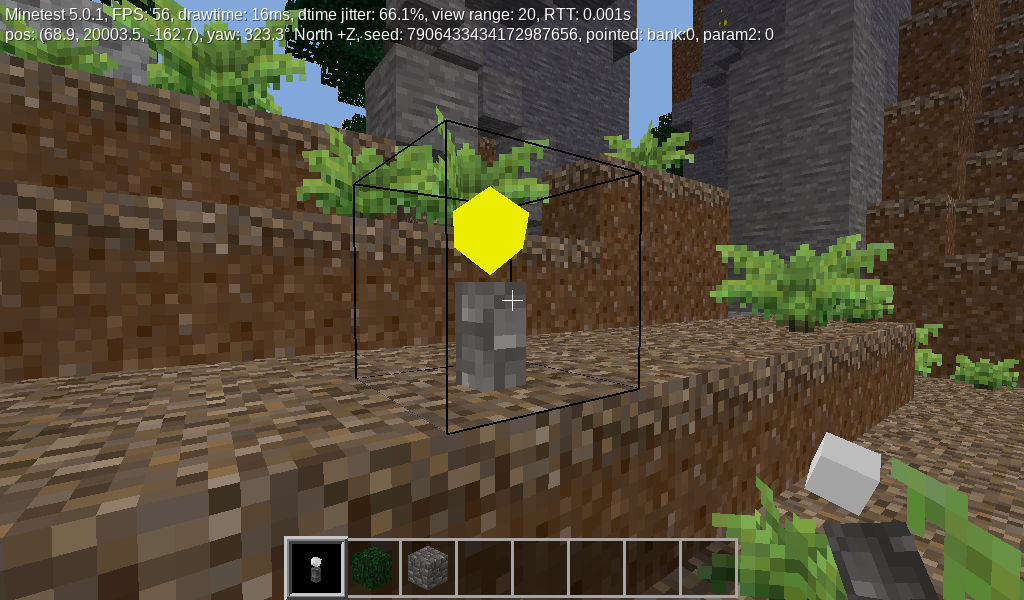 Minetest 5.0.1, FPS: 56, drawtime: 16ms, dtime jitter: 66.1%, view range: 20, RTT: 0.001s
pos: (68.9, 20003.5, -162.7), yaw: 323.3° North +Z, seed: 7906433434172987656, pointed: bank:0, param2: 0